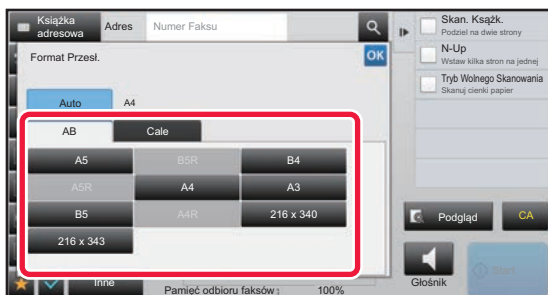 Książka
adresowa
Adres
Numer Faksu
Format Przesł.
OK
Auto
A4
AB
Cale
A5
B5R
B4
A5R
A4
A3
B5
A4R
216 x 340
216 x 343
Inne
Pamięć odbioru faksów :
100%
Skan. Książk.
Podziel na dwie strony
N-Up
Wstaw kilka stron na jednej
Tryb Wolnego Skanowania
Skanuj cienki papier
Podgląd
CA
Głośnik
Start